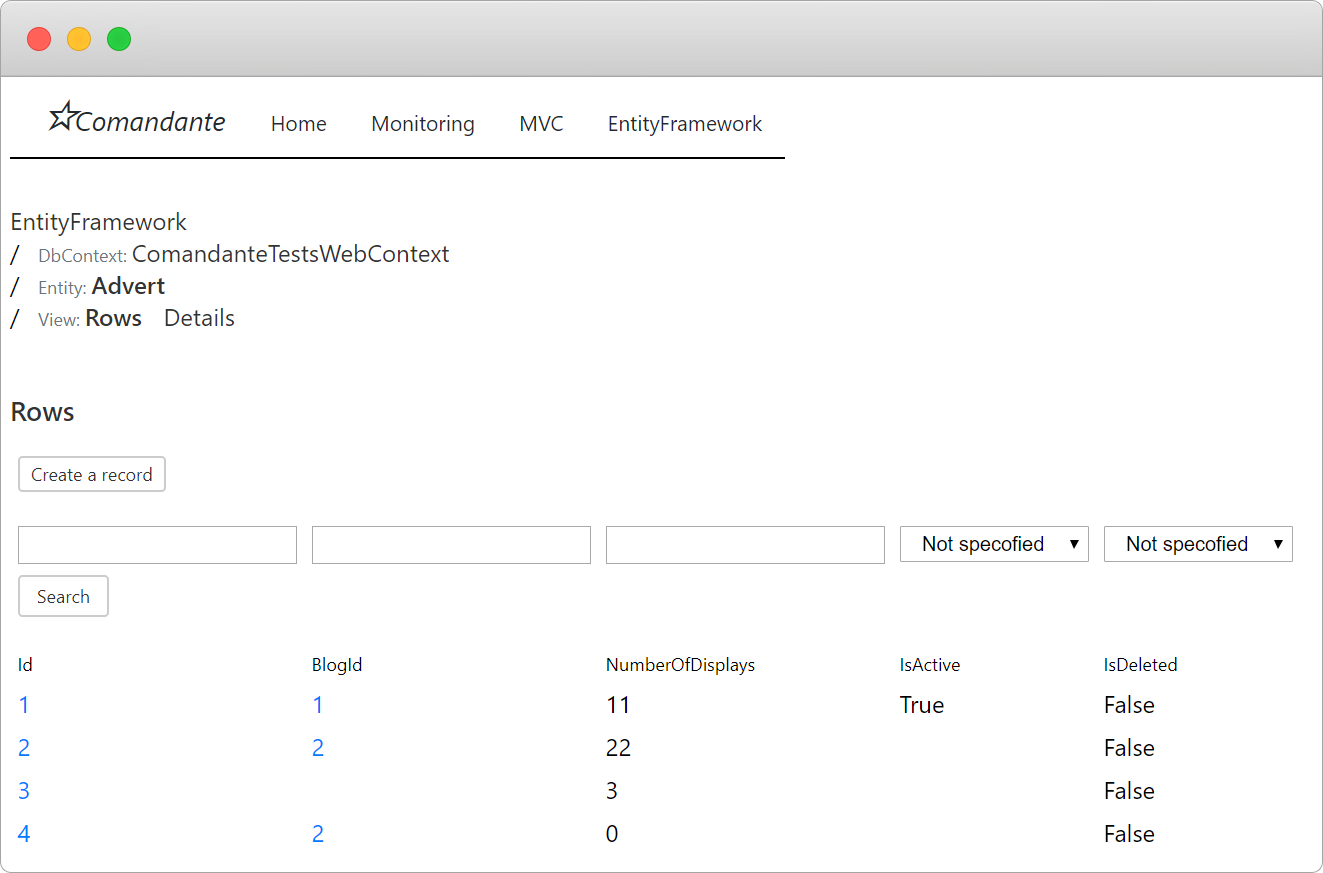 Comandante Home Monitoring MVC EntityFramework
EntityFramework
/ DbContext: ComandanteTestsWebContext
/ Entity: Advert
/ View: Rows Details
Rows
Create a record
Not specofied Not specofied
Search
Id BlogId NumberOfDisplays IsActive IsDeleted
1 1 11 True False
2 2 22 False
3 3 False
4 2 0 False